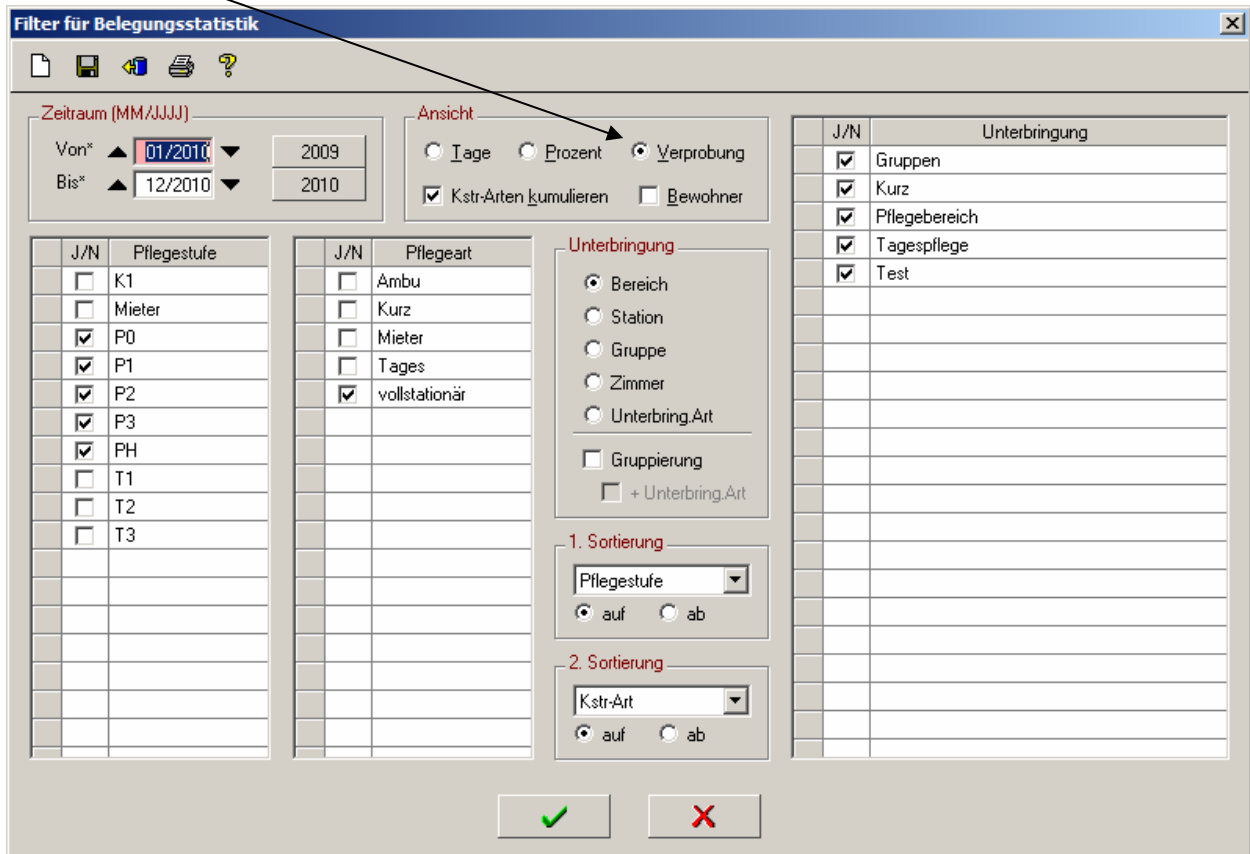 Filter für Belegungsstatistik
Zeitraum (MM/JJJJ)
Von* 01/2010 2009
Bis* 12/2010 2010
Ansicht
Tage Prozent Verprobung
Kstr-Arten kumulieren Bewohner
J/N Unterbringung
Gruppen
Kurz
Pflegebereich
Tagespflege
Test
J/N Pflegestufe
K1
Mieter
P0
P1
P2
P3
PH
T1
T2
T3
J/N Pflegeart
Ambu
Kurz
Mieter
Tages
vollstationär
Unterbringung
Bereich
Station
Gruppe
Zimmer
Unterbring.Art
Gruppierung
+ Unterbring.Art
1. Sortierung
Pflegestufe
auf ab
2. Sortierung
Kstr-Art
auf ab